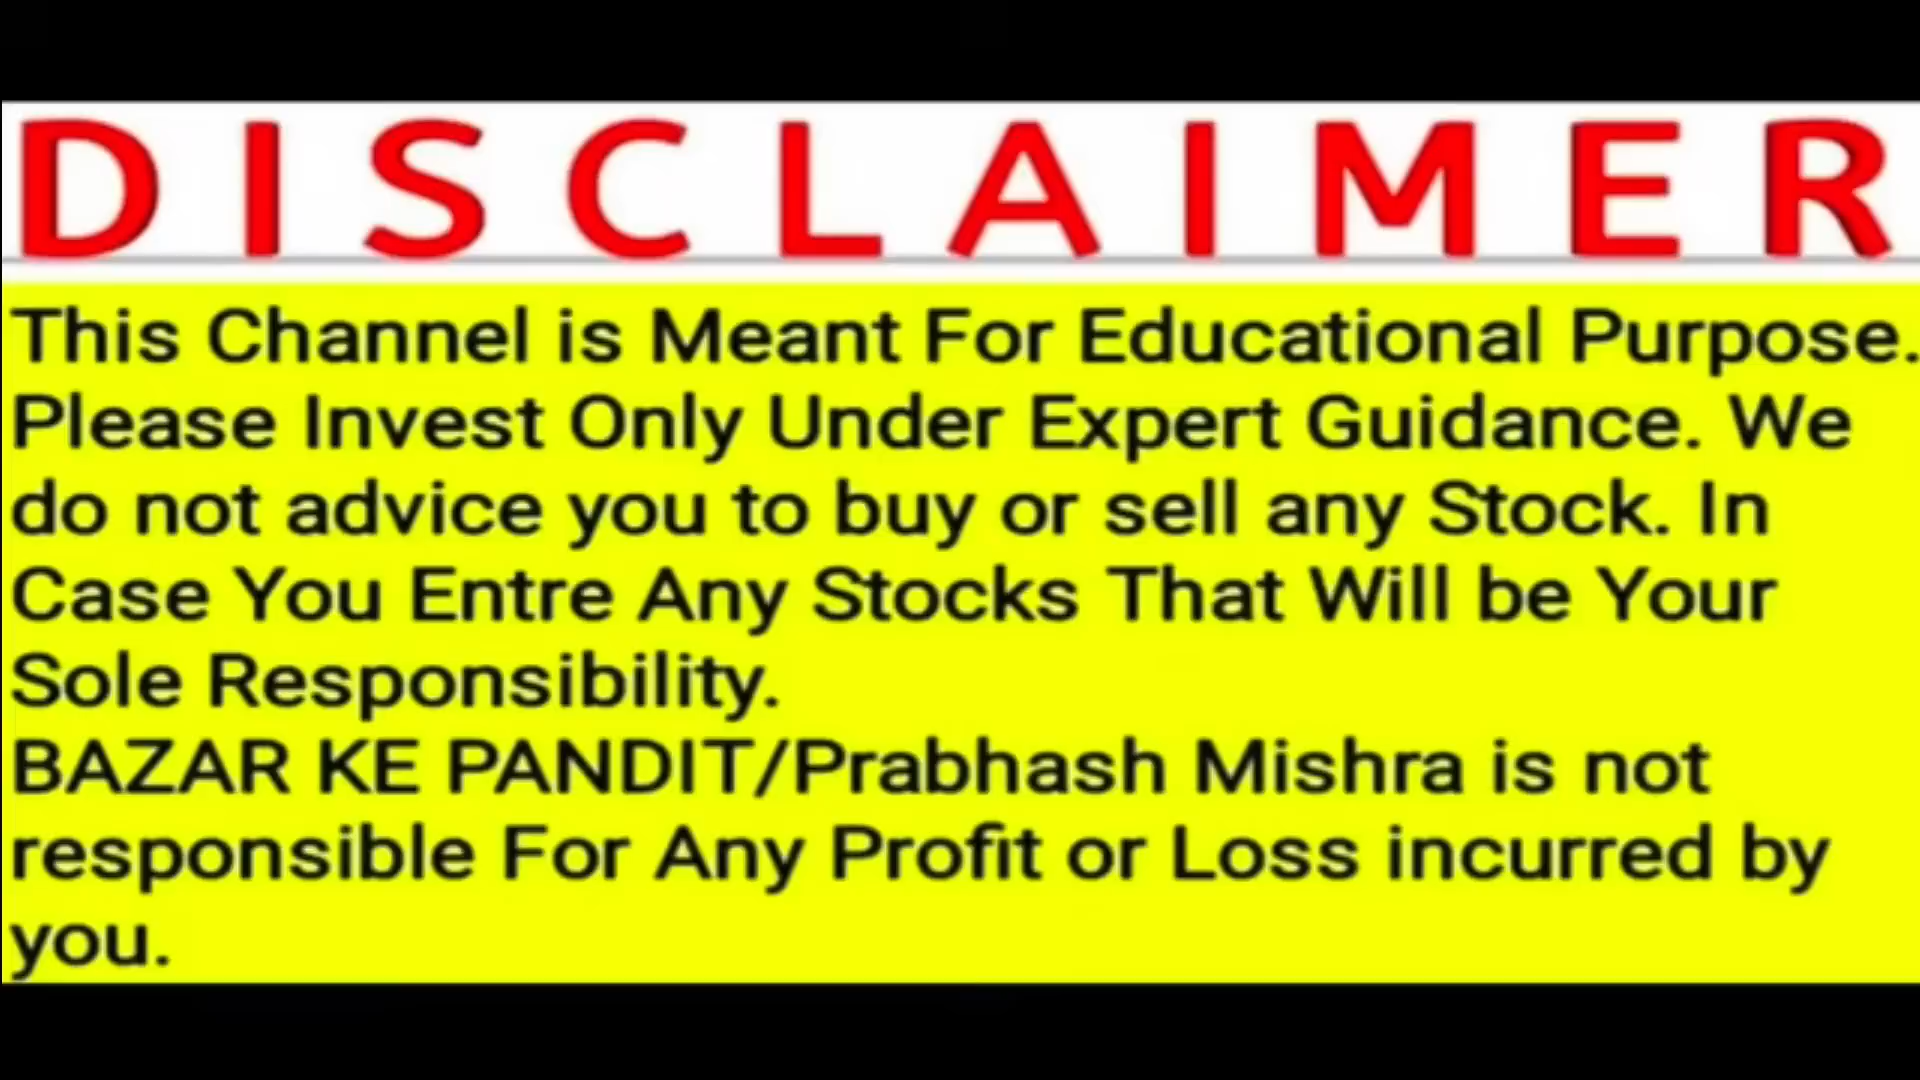 DISCLAIMER
This Channel is Meant For Educational Purpose.
Please Invest Only Under Expert Guidance. We
do not advice you to buy or sell any Stock. In
Case You Entre Any Stocks That Will be Your
Sole Responsibility.
BAZAR KE PANDIT/Prabhash Mishra is not
responsible For Any Profit or Loss incurred by
you.